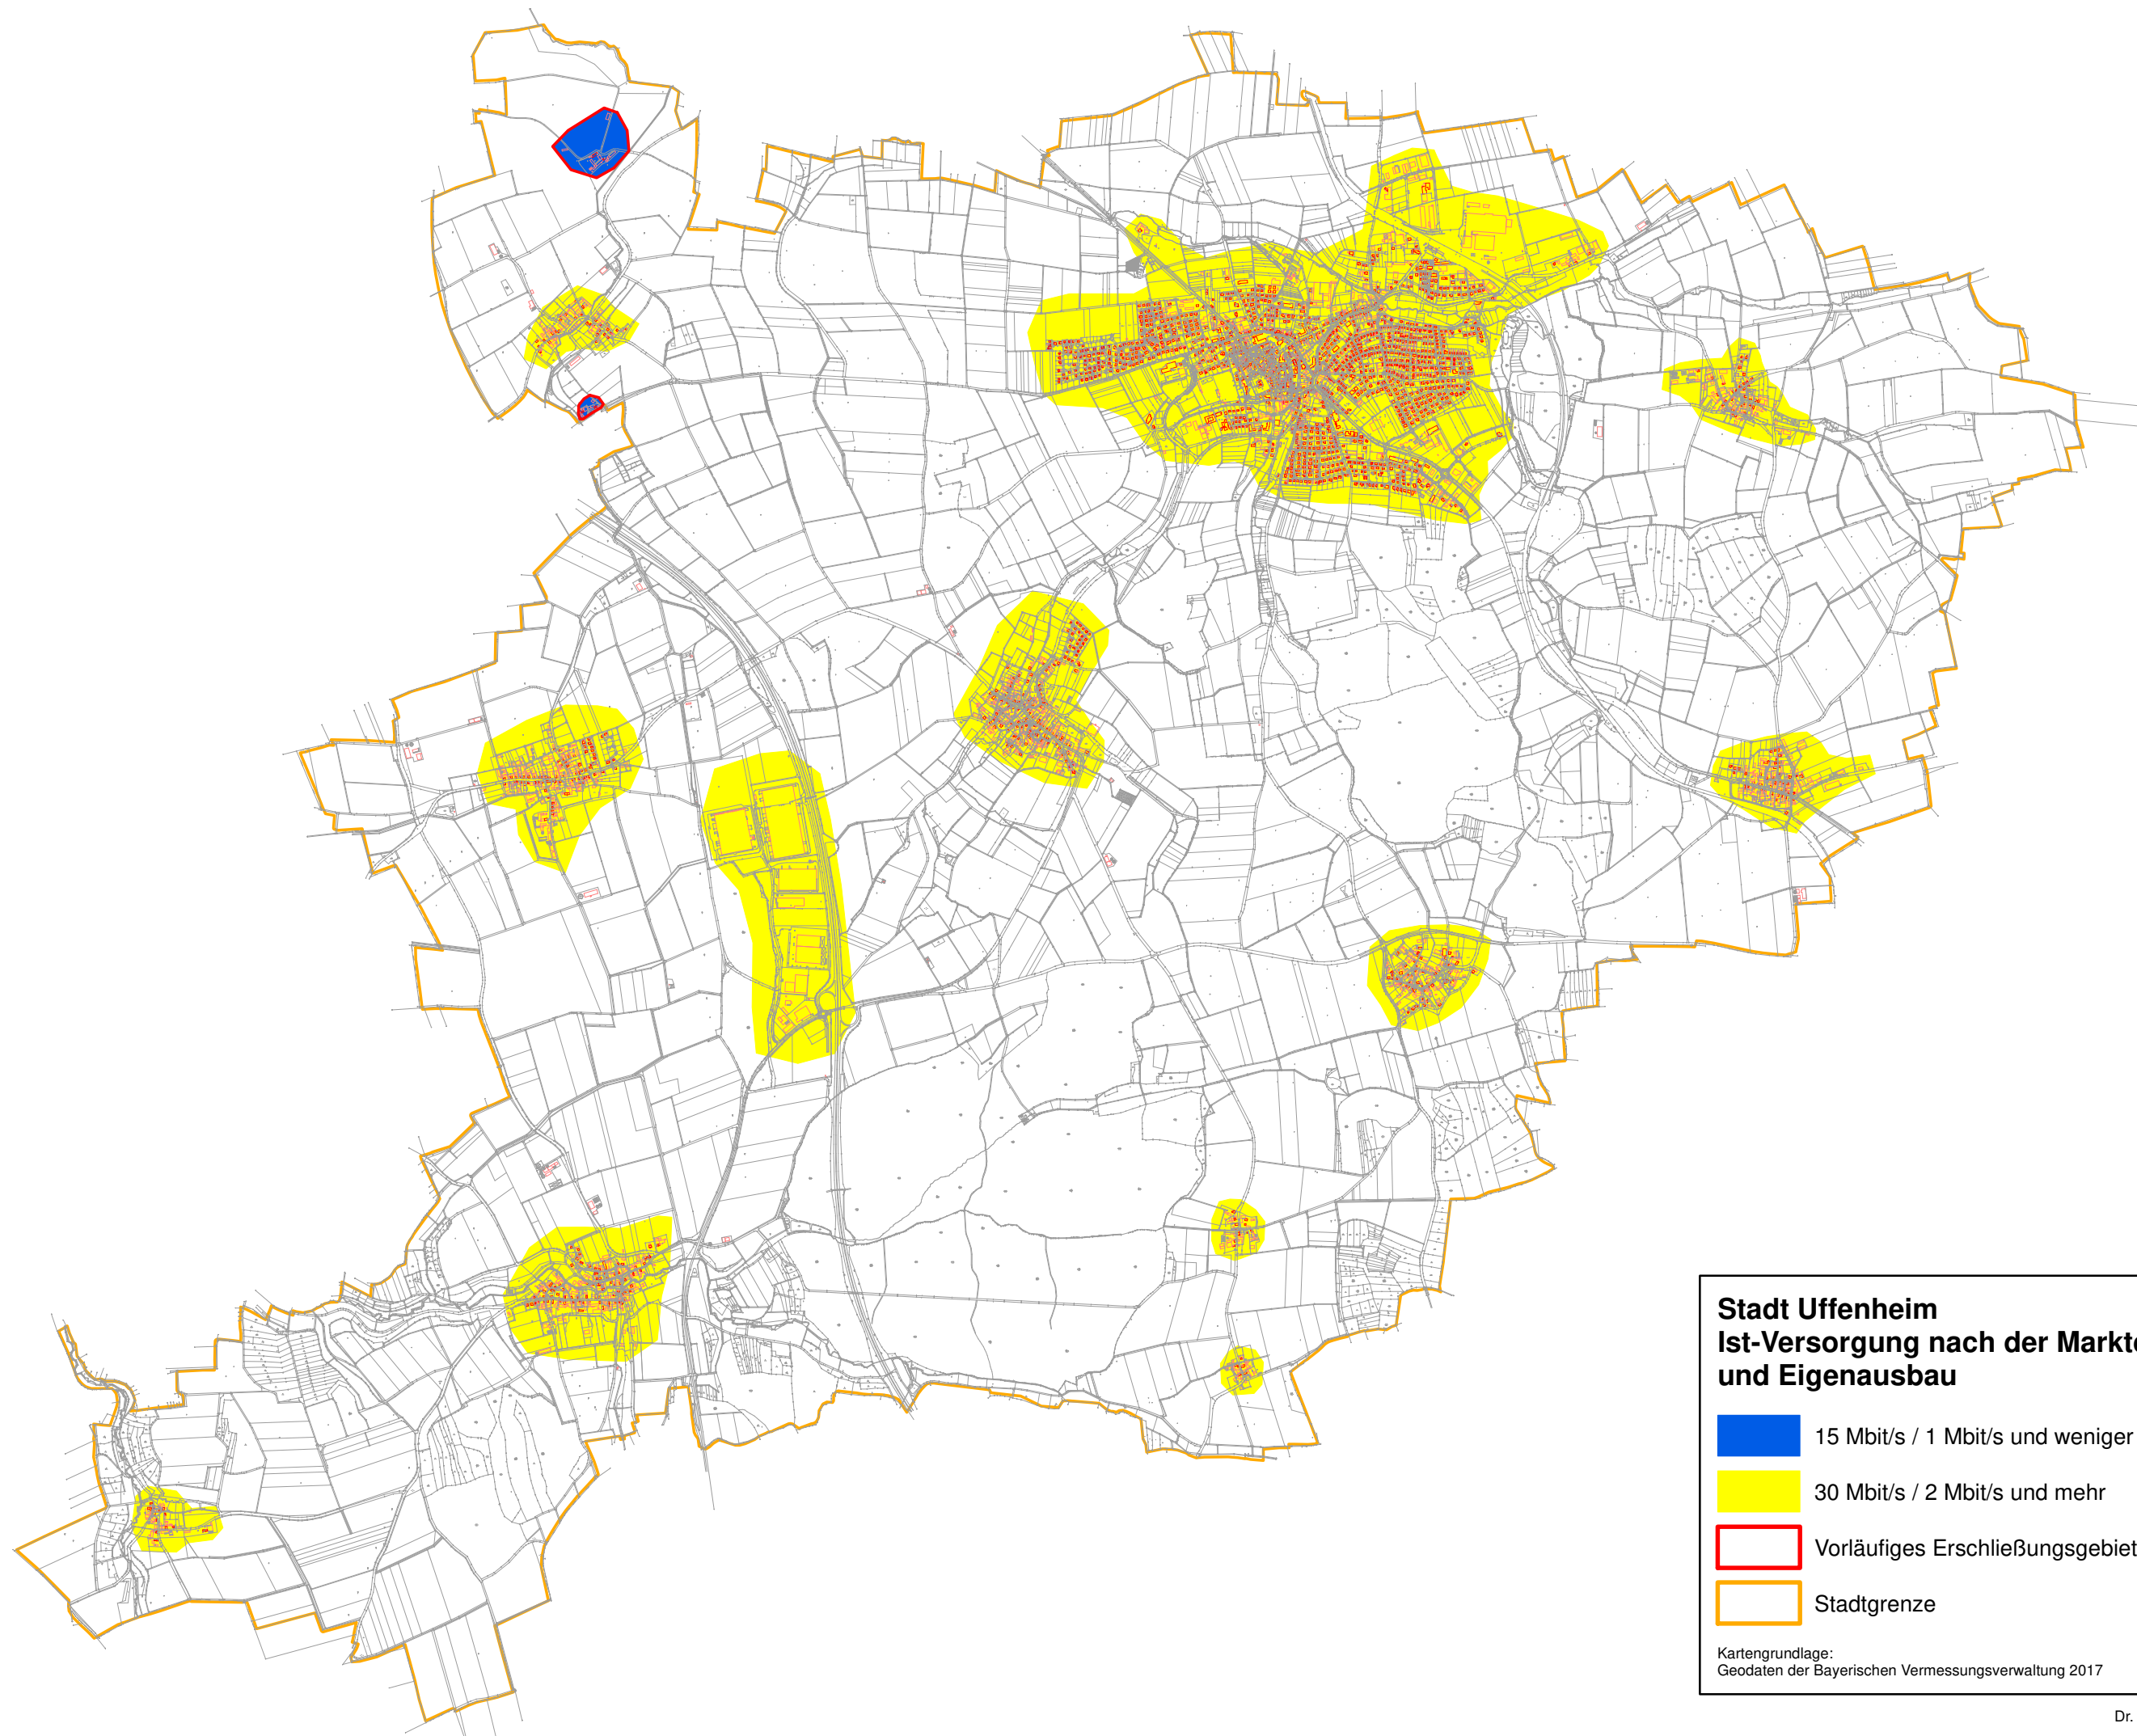 Stadt Uffenheim
Ist-Versorgung nach der
und Eigenausbau
15 Mbit/s / 1 Mbit/s und weniger
30 Mbit/s / 2 Mbit/s und mehr
Vorläufiges Erschließungsgebiet
Stadtgrenze
Kartengrundlage:
Geodaten der Bayerischen Vermessungsverwaltung 2017
Dr.